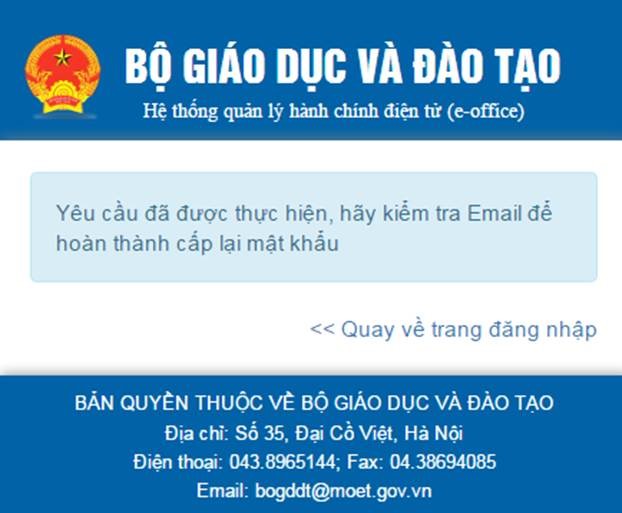 BỘ GIÁO DỤC VÀ ĐÀO TẠO
Hệ thống quản lý hành chính điện tử (e-office)
Yêu cầu đã được thực hiện, hãy kiểm tra Email để
hoàn thành cấp lại mật khẩu
<< Quay về trang đăng nhập
BẢN QUYỀN THUỘC VỀ BỘ GIÁO DỤC VÀ ĐÀO TẠO
Địa chỉ: Số 35, Đại Cồ Việt, Hà Nội
Điện thoại: 043.8965144; Fax: 04.38694085
Email: bogddt@moet.gov.vn